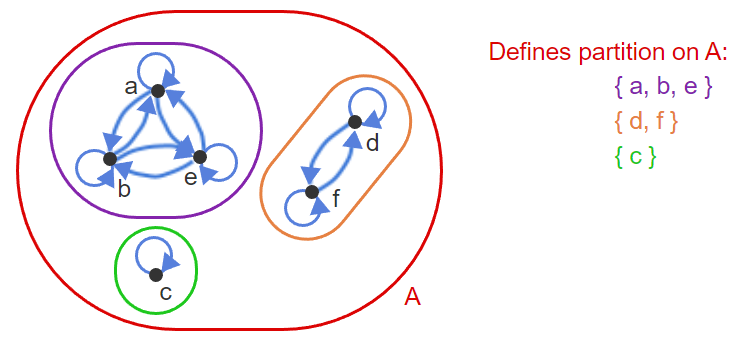 Defines partition on A:
{ a, b, e }
{ d, f }
{ c }
a
b
e
d
f
c
A